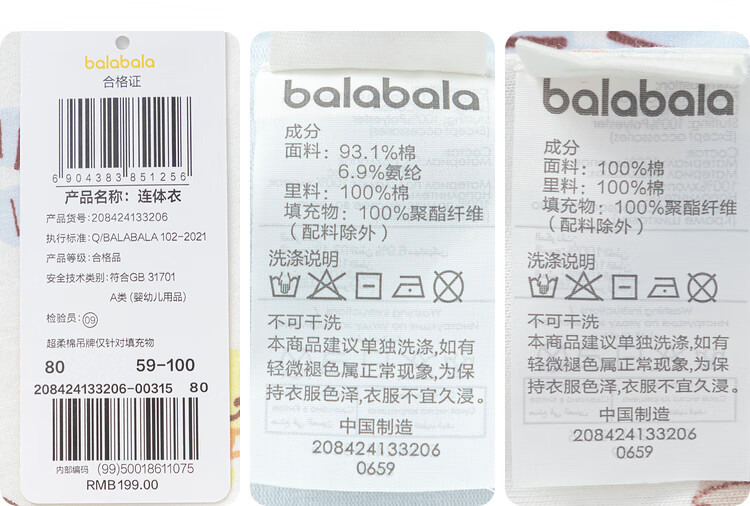 balabala
合格证
6 904383 851256
产品名称：连体衣
产品货号：208424133206
执行标准：Q/BALABALA 102-2021
产品等级：合格品
安全技术类别：符合GB 31701
A类（婴幼儿用品）
检验员：09
超柔棉吊牌仅针对填充物
80 59-100
208424133206-00315 80
内部编码 (99)50018611075
RMB199.00
balabala
成分
面料：93.1%棉
6.9%氨纶
里料：100%棉
填充物：100%聚酯纤维
（配料除外）
洗涤说明
不可干洗
本商品建议单独洗涤,如有
轻微褪色属正常现象,为保
持衣服色泽,衣服不宜久浸。
中国制造
208424133206
0659
balabala
成分
面料：100%棉
里料：100%棉
填充物：100%聚酯纤维
（配料除外）
洗涤说明
不可干洗
本商品建议单独洗涤,如有
轻微褪色属正常现象,为保
持衣服色泽,衣服不宜久浸。
中国制造
208424133206
0659